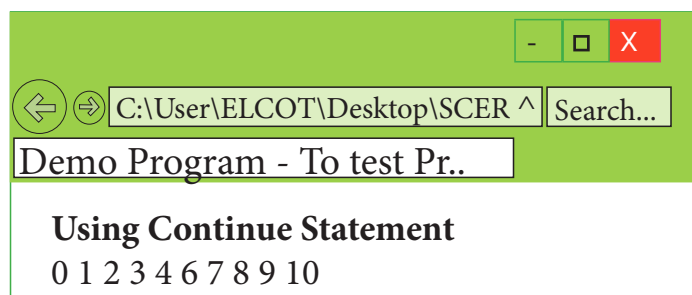 - X
C:\User\ELCOT\Desktop\SCER ^ Search...
Demo Program - To test Pr..
Using Continue Statement
0 1 2 3 4 6 7 8 9 10